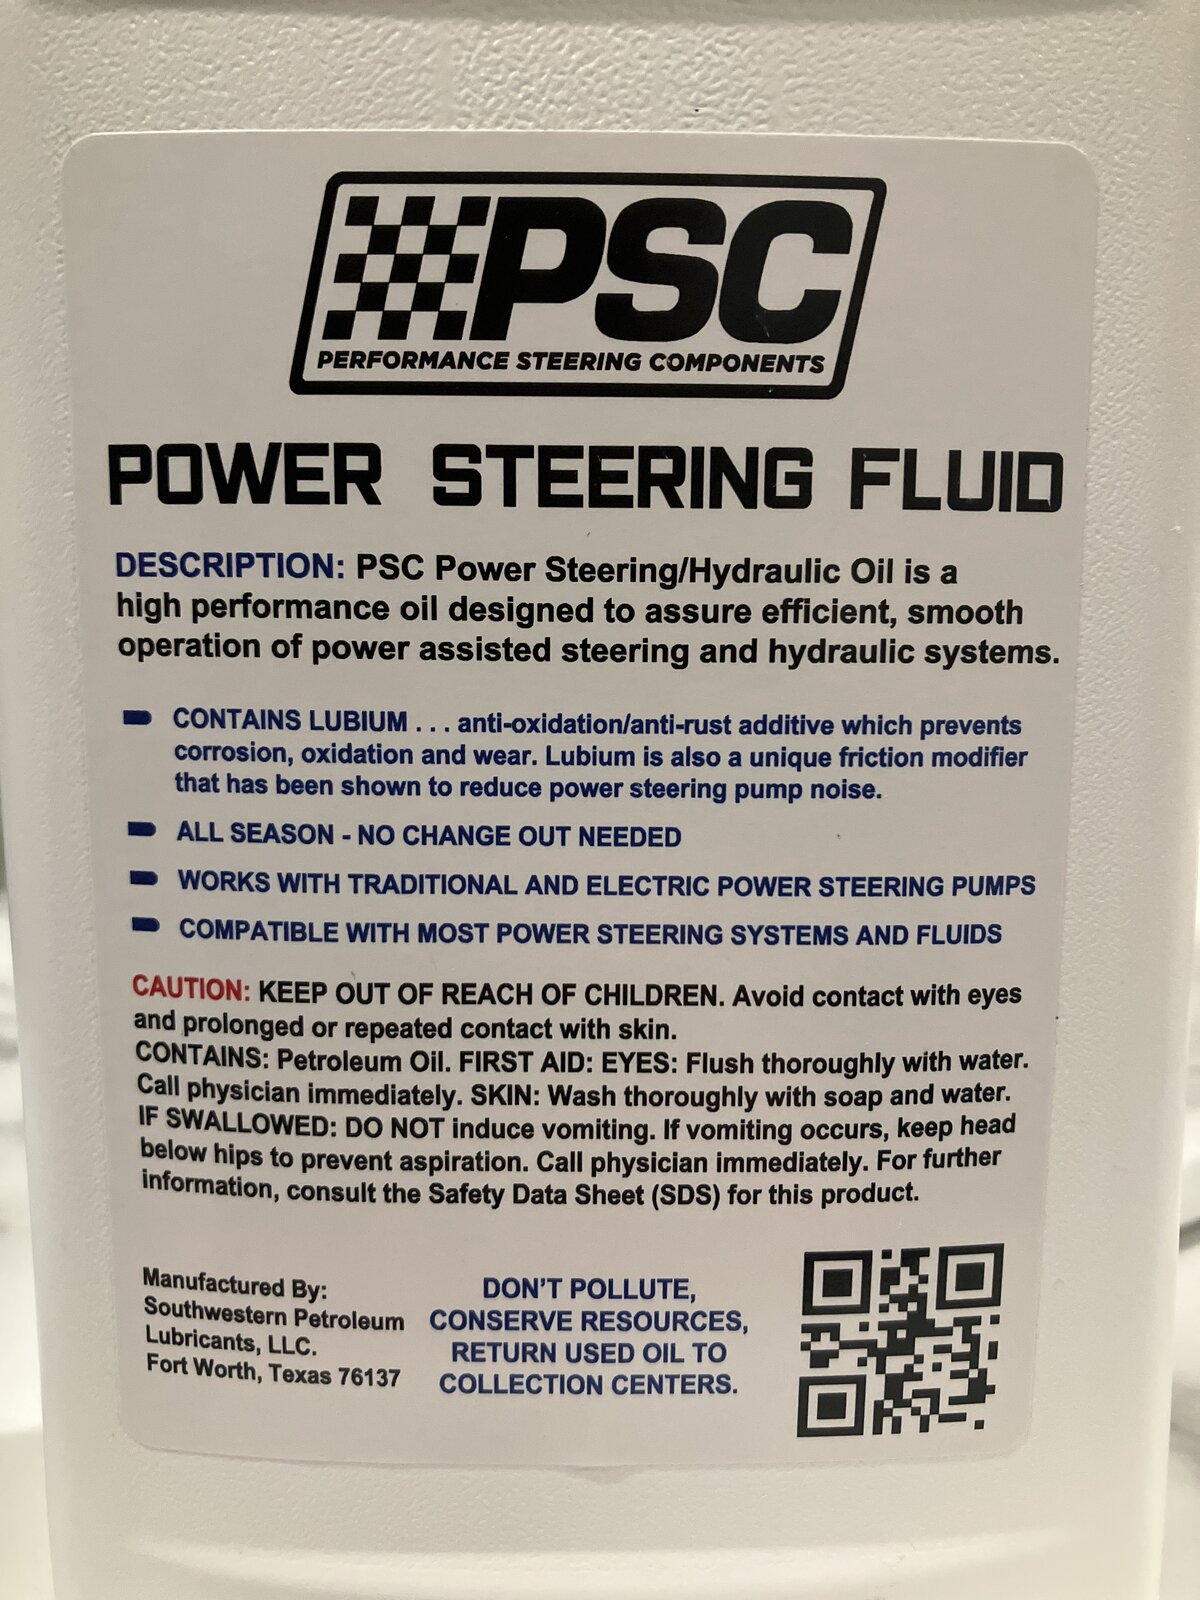 PSC
PERFORMANCE STEERING COMPONENTS
POWER STEERING FLUID
DESCRIPTION: PSC Power Steering/Hydraulic Oil is a
high performance oil designed to assure efficient, smooth
operation of power assisted steering and hydraulic systems.
CONTAINS LUBIUM . . . anti-oxidation/anti-rust additive which prevents
corrosion, oxidation and wear. Lubium is also a unique friction modifier
that has been shown to reduce power steering pump noise.
ALL SEASON - NO CHANGE OUT NEEDED
WORKS WITH TRADITIONAL AND ELECTRIC POWER STEERING PUMPS
COMPATIBLE WITH MOST POWER STEERING SYSTEMS AND FLUIDS
CAUTION: KEEP OUT OF REACH OF CHILDREN. Avoid contact with eyes
and prolonged or repeated contact with skin.
CONTAINS: Petroleum Oil. FIRST AID: EYES: Flush thoroughly with water.
Call physician immediately. SKIN: Wash thoroughly with soap and water.
IF SWALLOWED: DO NOT induce vomiting. If vomiting occurs, keep head
below hips to prevent aspiration. Call physician immediately. For further
information, consult the Safety Data Sheet (SDS) for this product.
Manufactured By:
Southwestern Petroleum
Lubricants, LLC.
Fort Worth, Texas 76137
DON'T POLLUTE,
CONSERVE RESOURCES,
RETURN USED OIL TO
COLLECTION CENTERS.